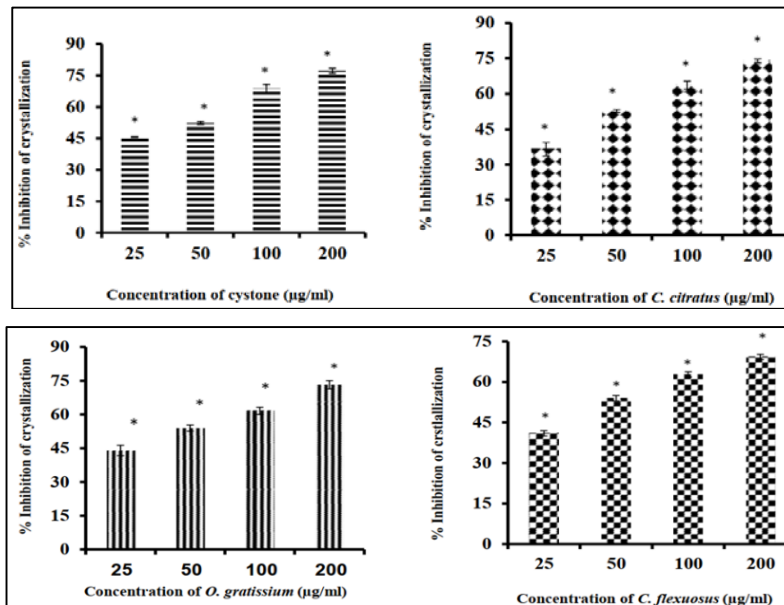 % Inhibition of crystallization
90
75
60
45
30
15
0
* * * *
25 50 100 200
Concentration of cystone (µg/ml)
% Inhibition of crystallization
90
75
60
45
30
15
0
* * * *
25 50 100 200
Concentration of C. citratus (µg/ml)
% Inhibition of crystallization
90
75
60
45
30
15
0
* * * *
25 50 100 200
Concentration of O. gratissium (µg/ml)
% Inhibition of crstallization
75
60
45
30
15
0
* * * *
25 50 100 200
Concentration of C. flexuosus (µg/ml)